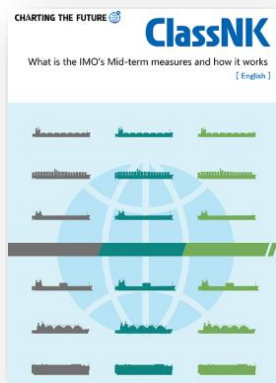 CHARTING THE FUTURE
ClassNK
What is the IMO's Mid-term measures and how it works
[ English ]